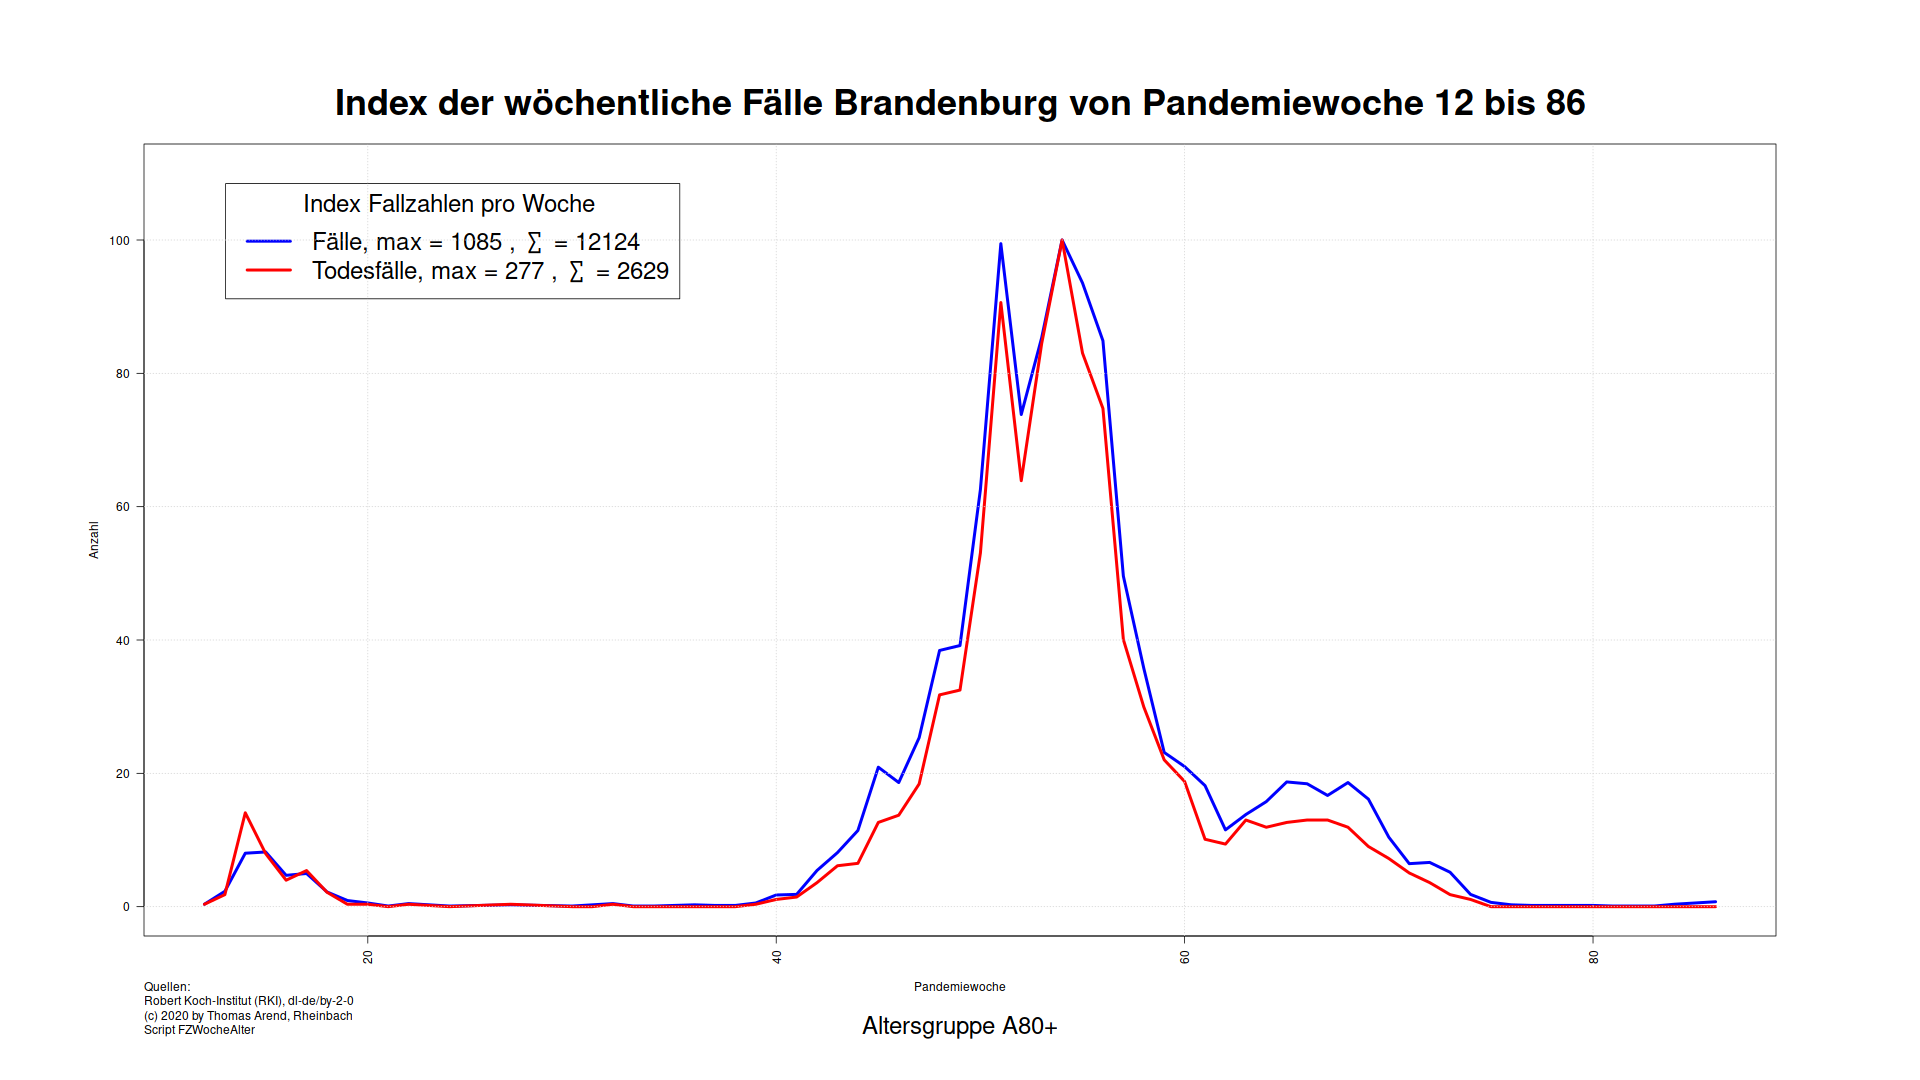 Index der wöchentliche Fälle Brandenburg von Pandemiewoche 12 bis 86
Index Fallzahlen pro Woche
Fälle, max = 1085 , ∑ = 12124
Todesfälle, max = 277 , ∑ = 2629
100
80
60
40
20
0
Anzahl
20 40 60 80
Pandemiewoche
Quellen:
Robert Koch-Institut (RKI), dl-de/by-2-0
(c) 2020 by Thomas Arend, Rheinbach
Script FZWocheAlter
Altersgruppe A80+